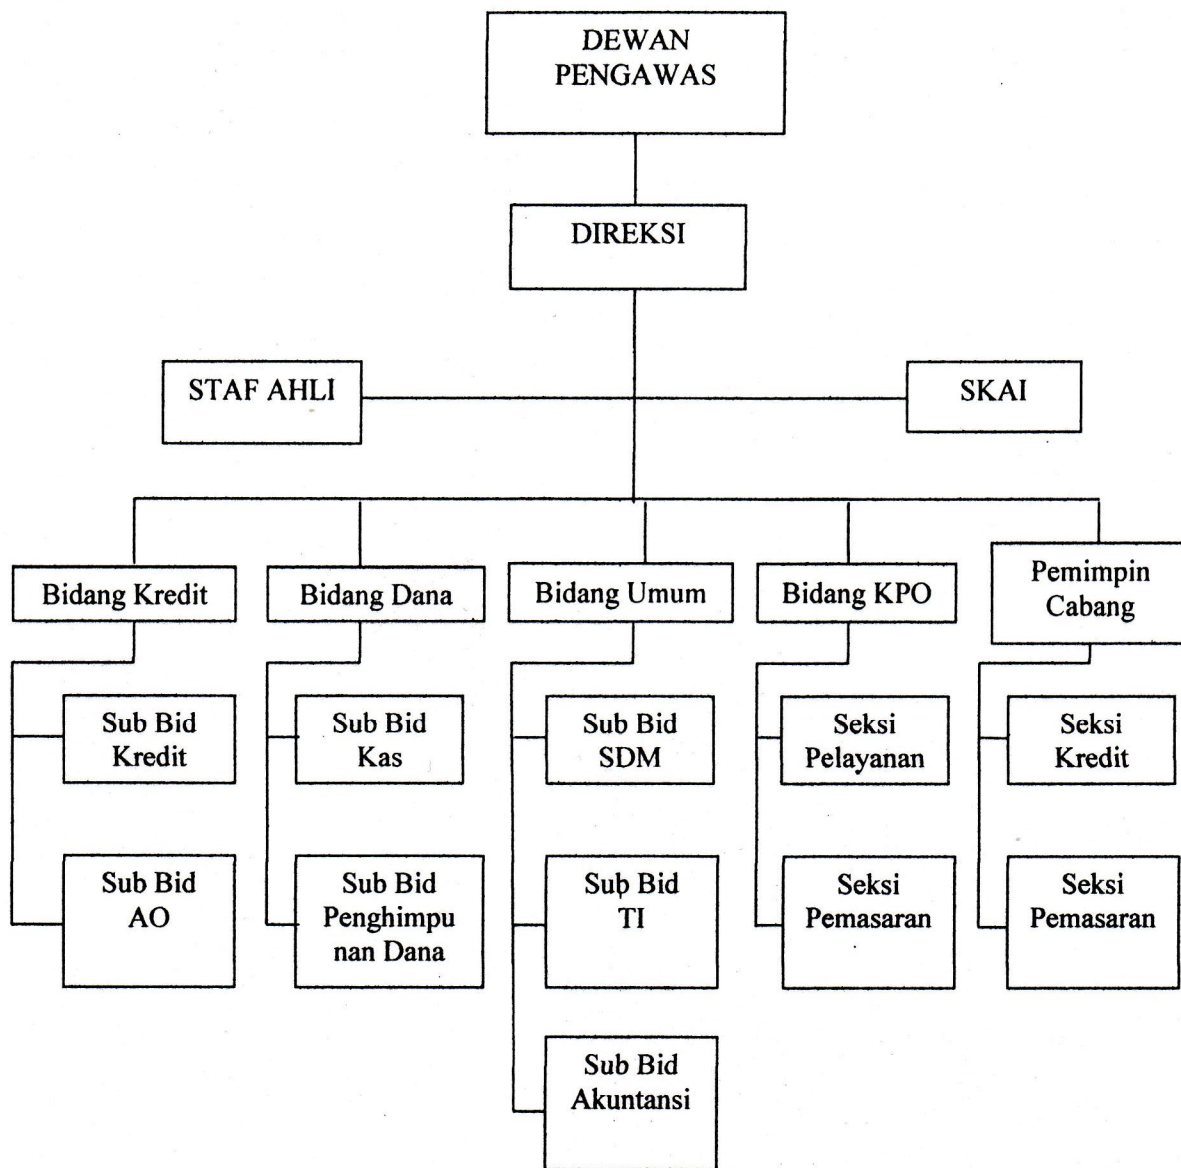 DEWAN
PENGAWAS
DIREKSI
STAF AHLI
SKAI
Bidang Kredit
Bidang Dana
Bidang Umum
Bidang KPO
Pemimpin
Cabang
Sub Bid
Kredit
Sub Bid
Kas
Sub Bid
SDM
Seksi
Pelayanan
Seksi
Kredit
Sub Bid
AO
Sub Bid
Penghimpu
nan Dana
Sub Bid
TI
Seksi
Pemasaran
Seksi
Pemasaran
Sub Bid
Akuntansi